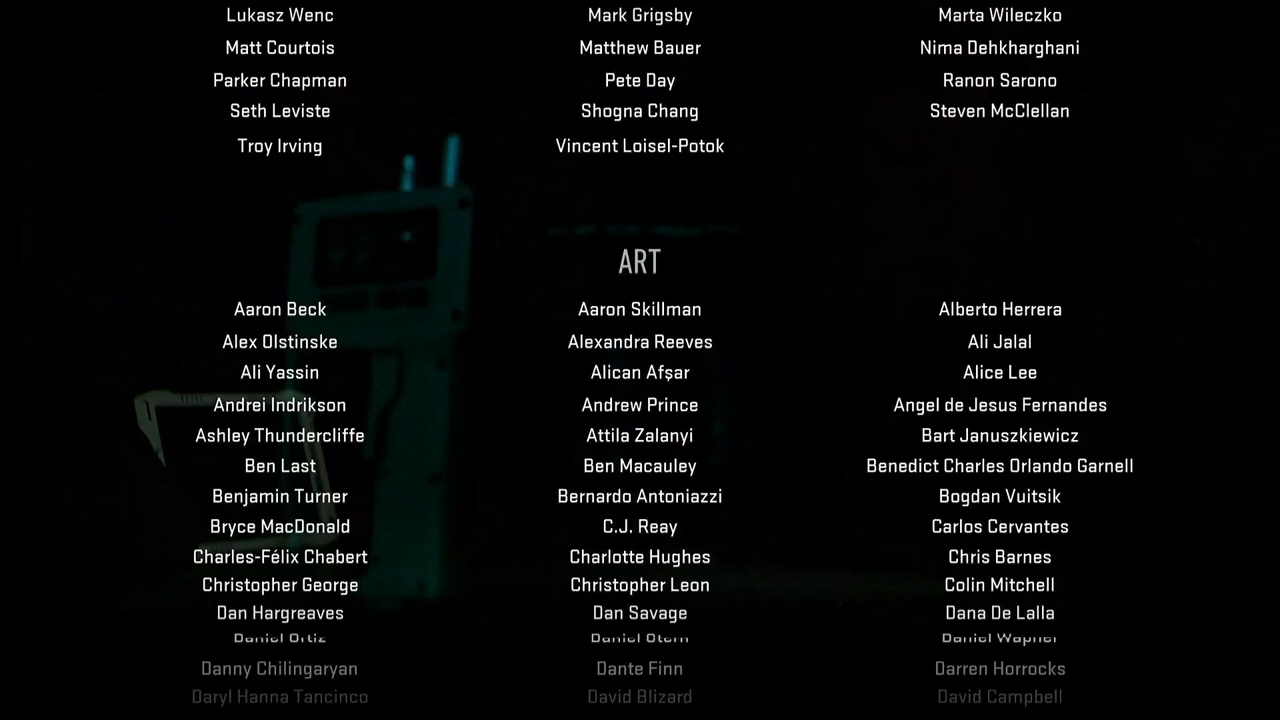 Lukasz Wenc Mark Grigsby Marta Wileczko
Matt Courtois Matthew Bauer Nima Dehkharghani
Parker Chapman Pete Day Ranon Sarono
Seth Leviste Shogna Chang Steven McClellan
Troy Irving Vincent Loisel-Potok
ART
Aaron Beck Aaron Skillman Alberto Herrera
Alex Olstinske Alexandra Reeves Ali Jalal
Ali Yassin Alican Afşar Alice Lee
Andrei Indrikson Andrew Prince Angel de Jesus Fernandes
Ashley Thundercliffe Attila Zalanyi Bart Januszkiewicz
Ben Last Ben Macauley Benedict Charles Orlando Garnell
Benjamin Turner Bernardo Antoniazzi Bogdan Vuitsik
Bryce MacDonald C.J. Reay Carlos Cervantes
Charles-Félix Chabert Charlotte Hughes Chris Barnes
Christopher George Christopher Leon Colin Mitchell
Dan Hargreaves Dan Savage Dana De Lalla
Daniel Ortiz Daniel Daniel
Danny Chilingaryan Dante Finn Darren Horrocks
Daryl Hanna Tancinco David Blizard David Campbell